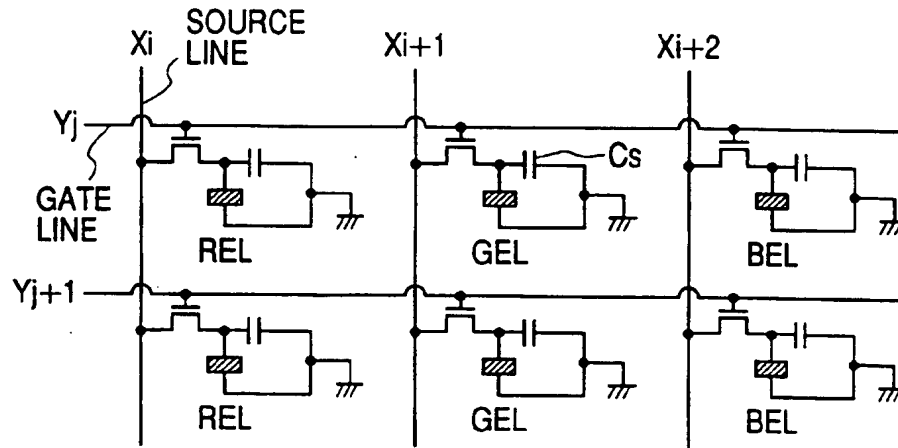 SOURCE
LINE
Xi
Xi+1
Xi+2
Yj
Cs
GATE
LINE
REL
GEL
BEL
Yj+1
REL
GEL
BEL